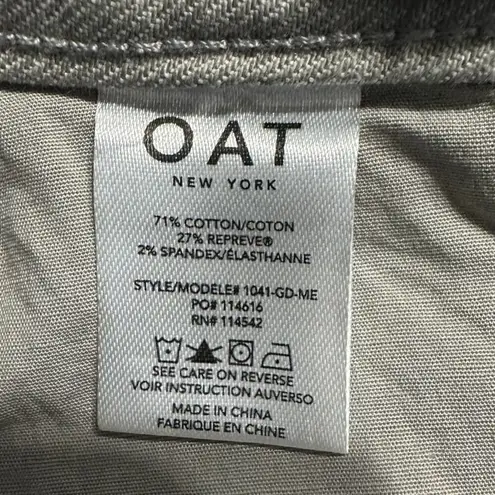 OAT
NEW YORK
71% COTTON/COTON
27% REPREVE®
2% SPANDEX/ÉLASTHANNE
STYLE/MODÈLE# 1041-GD-ME
PO# 114616
RN# 114542
SEE CARE ON REVERSE
VOIR INSTRUCTION AUVERSO
MADE IN CHINA
FABRIQUE EN CHINE